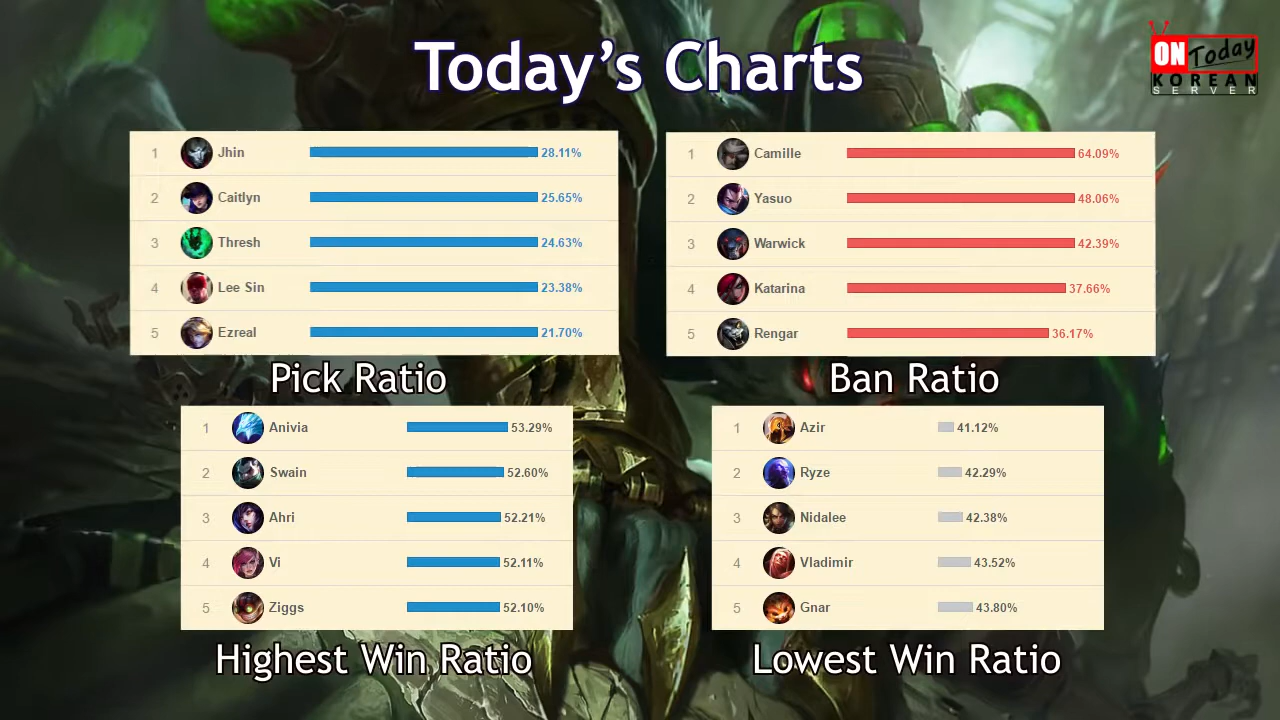 Today's Charts
ON Today
KOREAN
SERVER
1 Jhin 28.11%
2 Caitlyn 25.65%
3 Thresh 24.63%
4 Lee Sin 23.38%
5 Ezreal 21.70%
Pick Ratio
1 Camille 64.09%
2 Yasuo 48.06%
3 Warwick 42.39%
4 Katarina 37.66%
5 Rengar 36.17%
Ban Ratio
1 Anivia 53.29%
2 Swain 52.60%
3 Ahri 52.21%
4 Vi 52.11%
5 Ziggs 52.10%
Highest Win Ratio
1 Azir 41.12%
2 Ryze 42.29%
3 Nidalee 42.38%
4 Vladimir 43.52%
5 Gnar 43.80%
Lowest Win Ratio